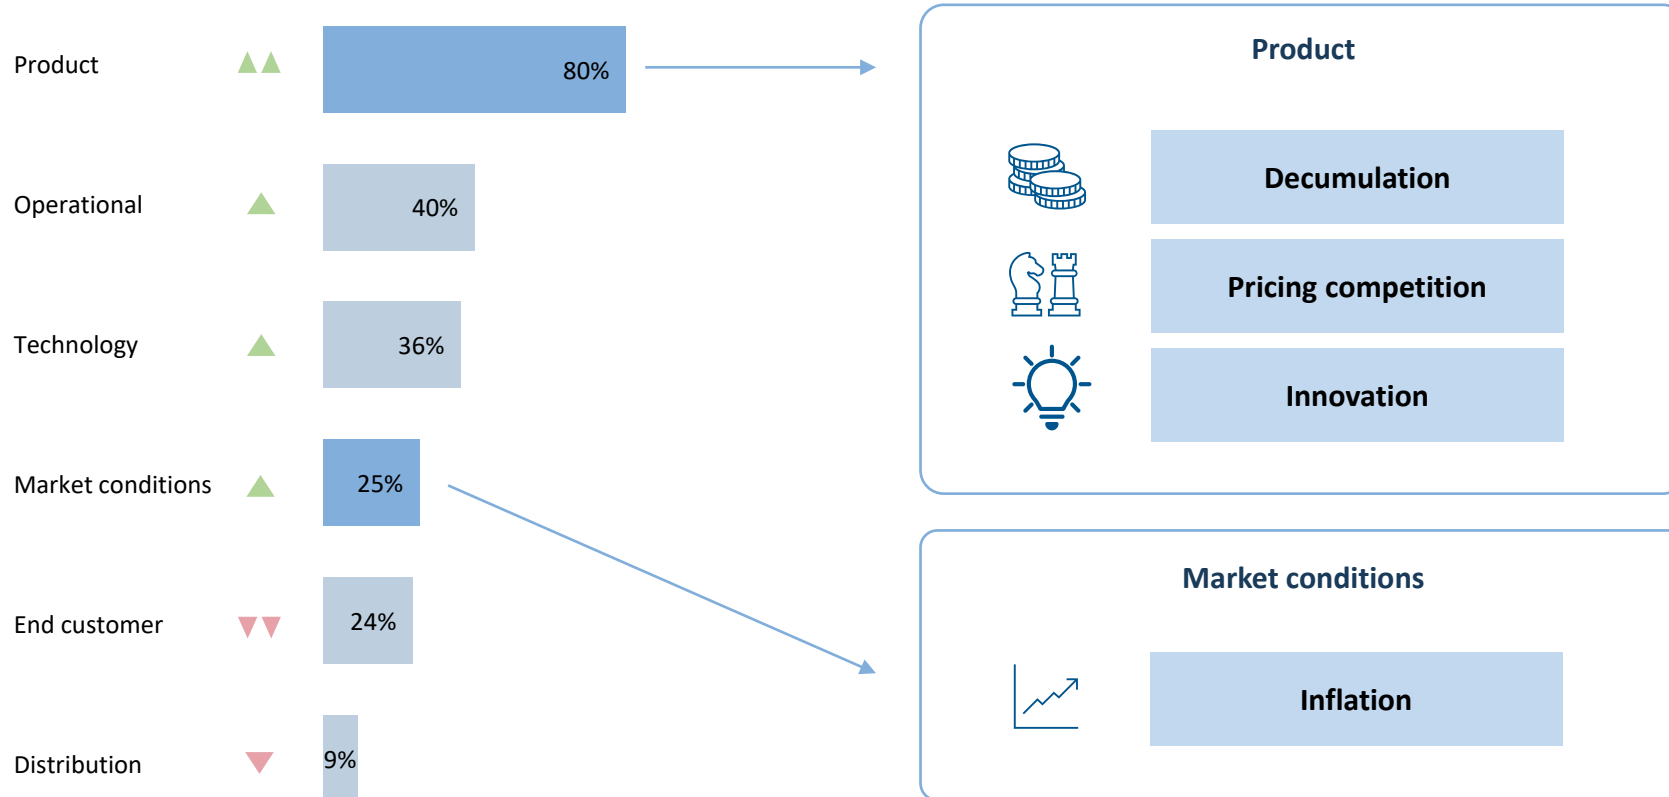 Product
80%
Operational
40%
Technology
36%
Market conditions
25%
End customer
24%
Distribution
9%
Product
Decumulation
Pricing competition
Innovation
Market conditions
Inflation